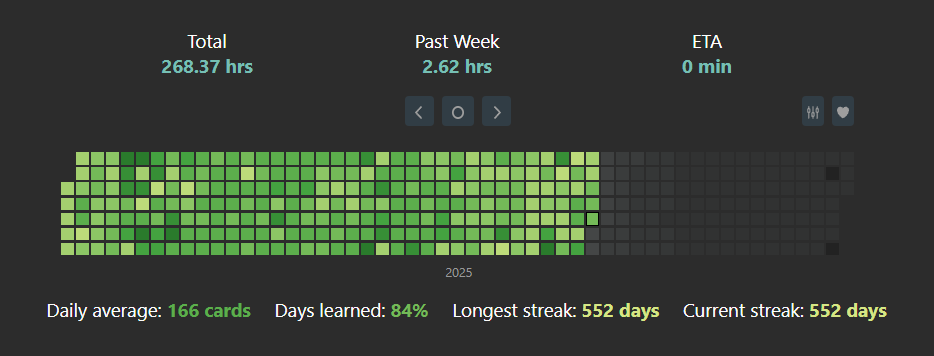 Total Past Week ETA
268.37 hrs 2.62 hrs 0 min
2025
Daily average: 166 cards Days learned: 84% Longest streak: 552 days Current streak: 552 days